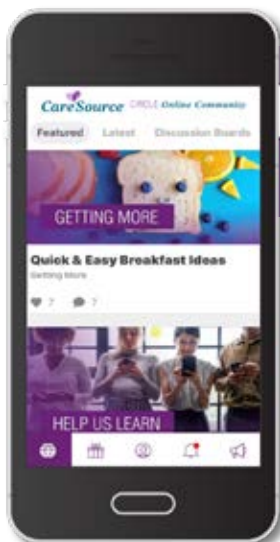 CareSource CIRCLE Online Community
Featured Latest Discussion Boards
GETTING MORE
Quick & Easy Breakfast Ideas
Getting More
7 7
HELP US LEARN